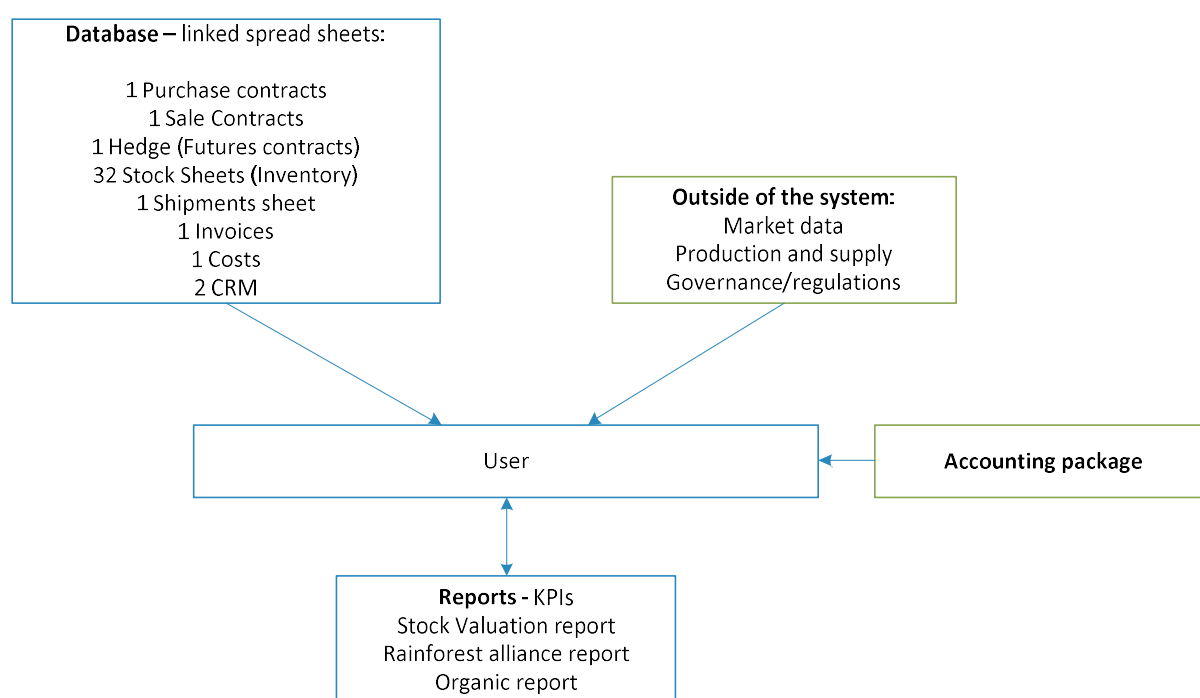 Database – linked spread sheets:
1 Purchase contracts
1 Sale Contracts
1 Hedge (Futures contracts)
32 Stock Sheets (Inventory)
1 Shipments sheet
1 Invoices
1 Costs
2 CRM
Outside of the system:
Market data
Production and supply
Governance/regulations
User
Accounting package
Reports - KPIs
Stock Valuation report
Rainforest alliance report
Organic report